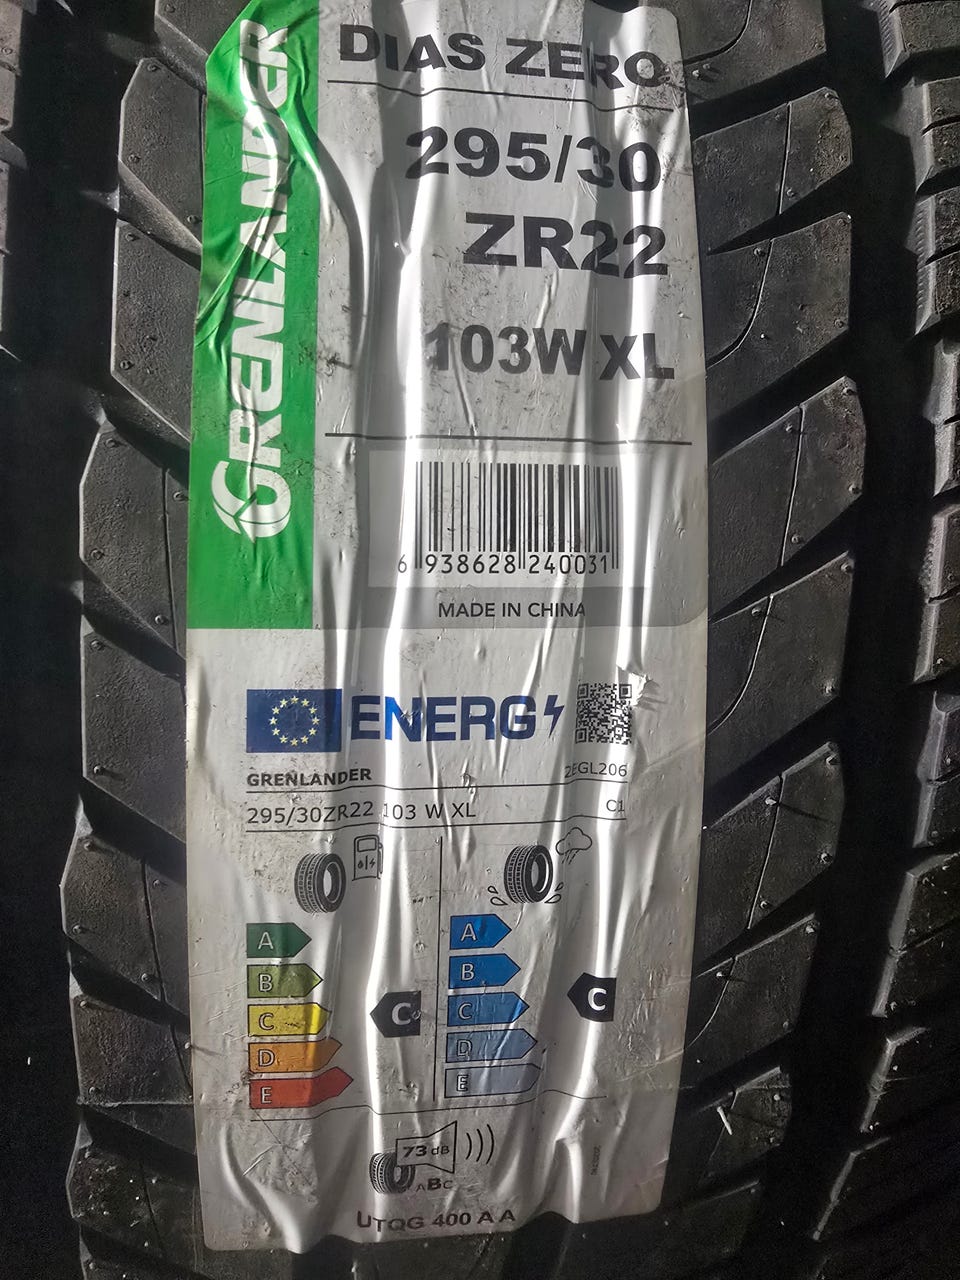 DIAS ZERO
295/30
ZR22
103W XL
GRENLANDER
6 938628 240031
MADE IN CHINA
ENERG
GRENLANDER 2EGL206
295/30ZR22 103 W XL C1
A
B
C
D
E
C
A
B
C
D
E
C
73 dB
ABC
UTQG 400 A A